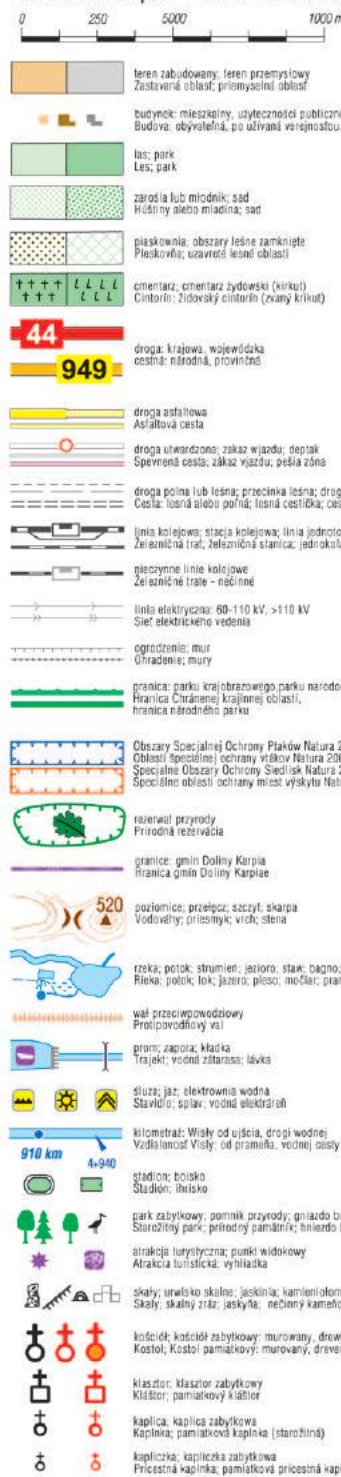 0 250 5000 1000 m
teren zabudowany; teren przemysłowy
Zastavaná oblasť; priemyselná oblasť
budynek: mieszkalny, użyteczności publiczne
Budova: obývateľná, po užívaná verejnosťou,
las; park
Les; park
zarośla lub młodnik; sad
Húštiny alebo mladina; sad
piaskownia; obszary leśne zamknięte
Pieskovňa; uzavreté lesné oblasti
cmentarz; cmentarz żydowski (kirkut)
Cintorín; židovský cintorín (zvaný krikut)
44
droga: krajowa, wojewódzka
cestná: národná, provinčná
949
droga asfaltowa
Asfaltová cesta
droga utwardzona; zakaz wjazdu; deptak
Spevnená cesta; zákaz vjazdu; pešia zóna
droga polna lub leśna; przecinka leśna; drog
Cesta: lesná alebo poľná; lesná cestička; ces
linia kolejowa; stacja kolejowa; linia jednoto
Železničná trať; železničná stanica; jednokoľa
nieczynne linie kolejowe
Železničné trate - nečinné
linia elektryczna: 60-110 kV, >110 kV
Sieť elektrického vedenia
ogrodzenie; mur
Ohradenie; mury
granica: parku krajobrazowego,parku narodo
Hranica Chránenej krajinnej oblasti,
hranica národného parku
Obszary Specjalnej Ochrony Ptaków Natura 2
Oblasti Špeciálnej ochrany vtákov Natura 200
Specjalne Obszary Ochrony Siedlisk Natura 2
Špeciálne oblasti ochrany miest výskytu Natu
rezerwat przyrody
Prírodná rezervácia
granice: gmin Doliny Karpia
Hranica gmín Doliny Karpiae
520
poziomice; przełęcz; szczyt; skarpa
Vodováhy; priesmyk; vrch; stena
rzeka; potok; strumień; jezioro; staw; bagno;
Rieka; potok; tok; jazero; pleso; močiar; pran
wał przeciwpowodziowy
Protipovodňový val
prom; zapora; kładka
Trajekt; vodná zátarasa; lávka
śluza; jaz; elektrownia wodna
Stavidlo; splav; vodná elektráreň
kilometraż: Wisły od ujścia, drogi wodnej
Vzdialenosť Visly: od prameňa, vodnej cesty
910 km 4+940
stadion; boisko
Štadión; ihrisko
park zabytkowy; pomnik przyrody; gniazdo bo
Starožitný park; prírodný pamätník; hniezdo
atrakcja turystyczna; punkt widokowy
Atrakcia turistická; vyhliadka
skały; urwisko skalne; jaskinia; kamieniołom
Skaly; skalný zráz; jaskyňa; nečinný kameňo
kościół; kościół zabytkowy: murowany, drew
Kostol; Kostol pamiatkový: murovaný, dreve
klasztor; klasztor zabytkowy
Kláštor; pamiatkový kláštor
kaplica; kaplica zabytkowa
Kaplnka; pamiatková kaplnka (starožitná)
kapliczka; kapliczka zabytkowa
Prícestná kaplnka; pamiatková prícestná kapl